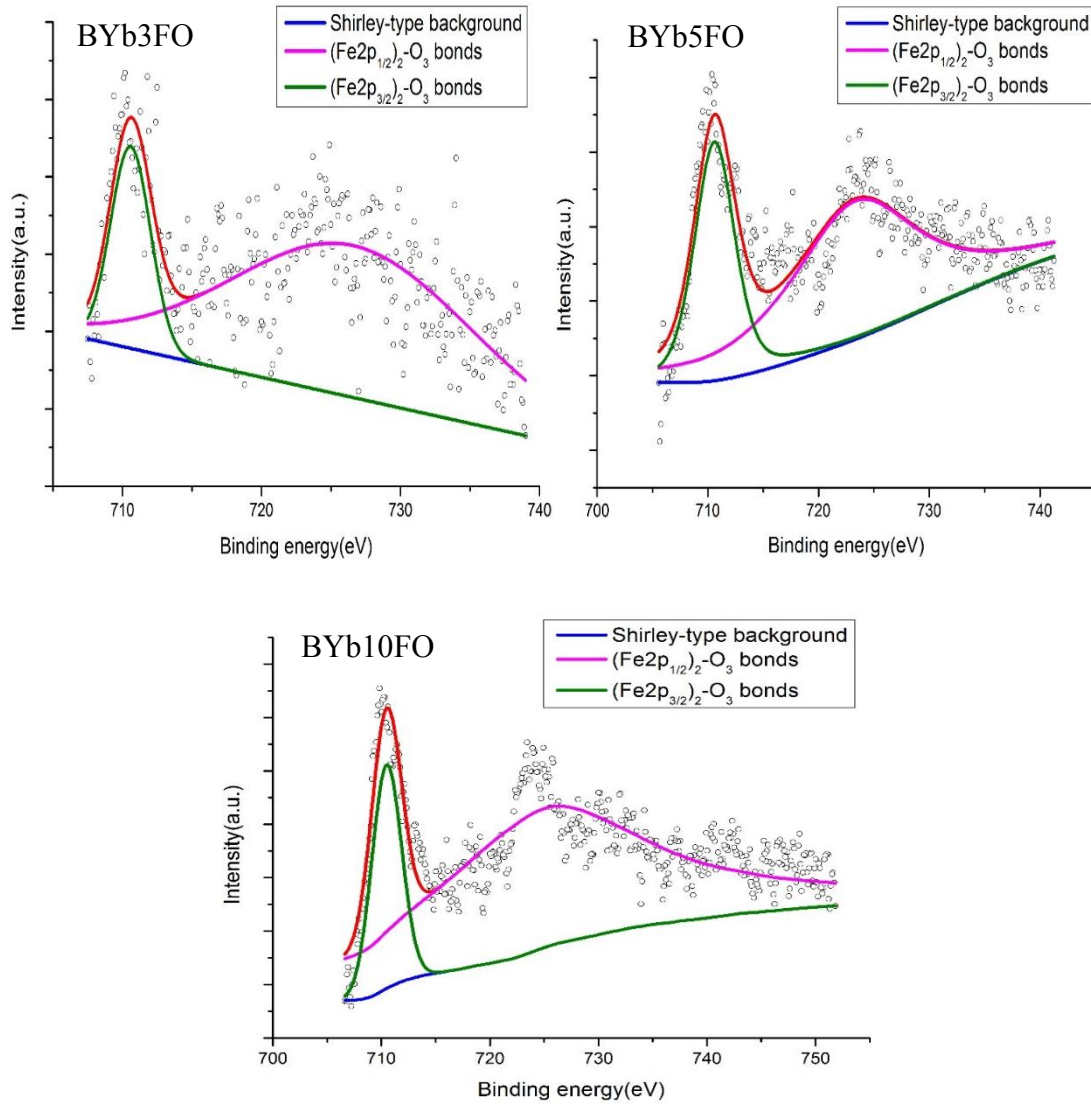 BYb3FO
Shirley-type background
(Fe2p1/2)2-O3 bonds
(Fe2p3/2)2-O3 bonds
Intensity(a.u.)
710 720 730 740
Binding energy(eV)
BYb5FO
Shirley-type background
(Fe2p1/2)2-O3 bonds
(Fe2p3/2)2-O3 bonds
Intensity(a.u.)
700 710 720 730 740
Binding energy(eV)
BYb10FO
Shirley-type background
(Fe2p1/2)2-O3 bonds
(Fe2p3/2)2-O3 bonds
Intensity(a.u.)
700 710 720 730 740 750
Binding energy(eV)